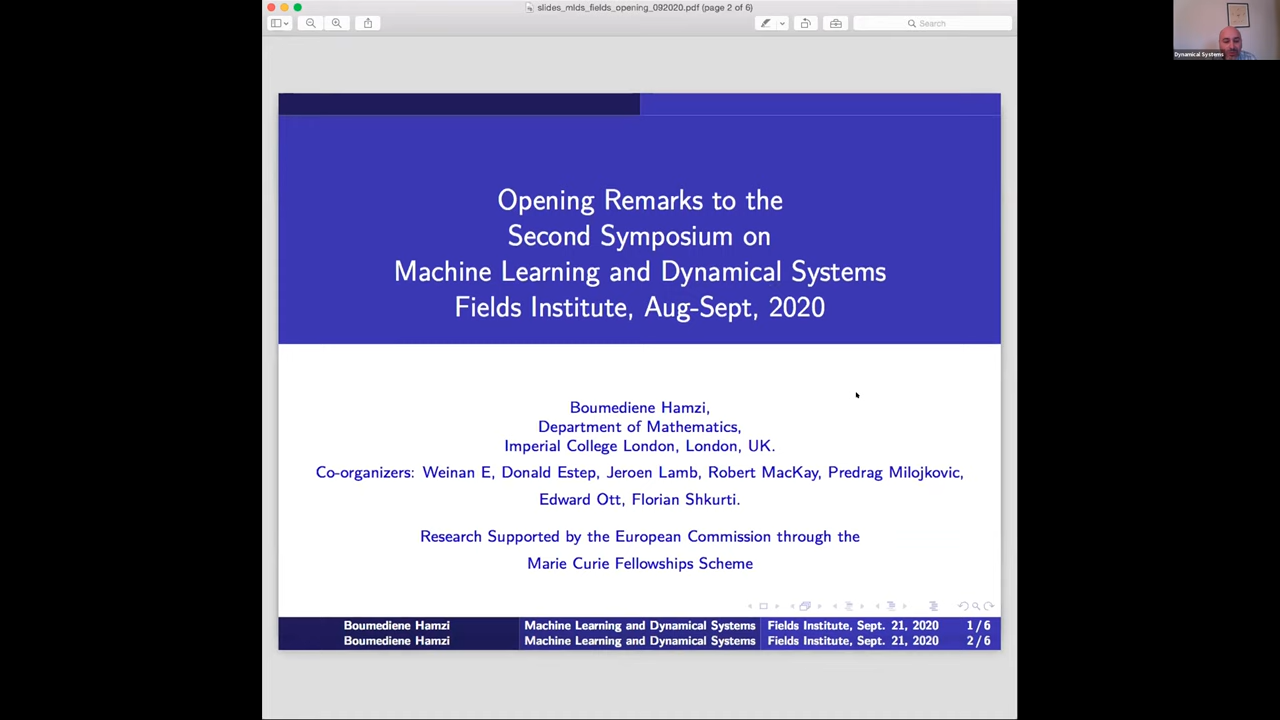 slides_mlds_fields_opening_092020.pdf (page 2 of 6)
Search
Dynamical Systems
Opening Remarks to the
Second Symposium on
Machine Learning and Dynamical Systems
Fields Institute, Aug-Sept, 2020
Boumediene Hamzi,
Department of Mathematics,
Imperial College London, London, UK.
Co-organizers: Weinan E, Donald Estep, Jeroen Lamb, Robert MacKay, Predrag Milojkovic,
Edward Ott, Florian Shkurti.
Research Supported by the European Commission through the
Marie Curie Fellowships Scheme
Boumediene Hamzi Machine Learning and Dynamical Systems Fields Institute, Sept. 21, 2020 1/6
Boumediene Hamzi Machine Learning and Dynamical Systems Fields Institute, Sept. 21, 2020 2/6